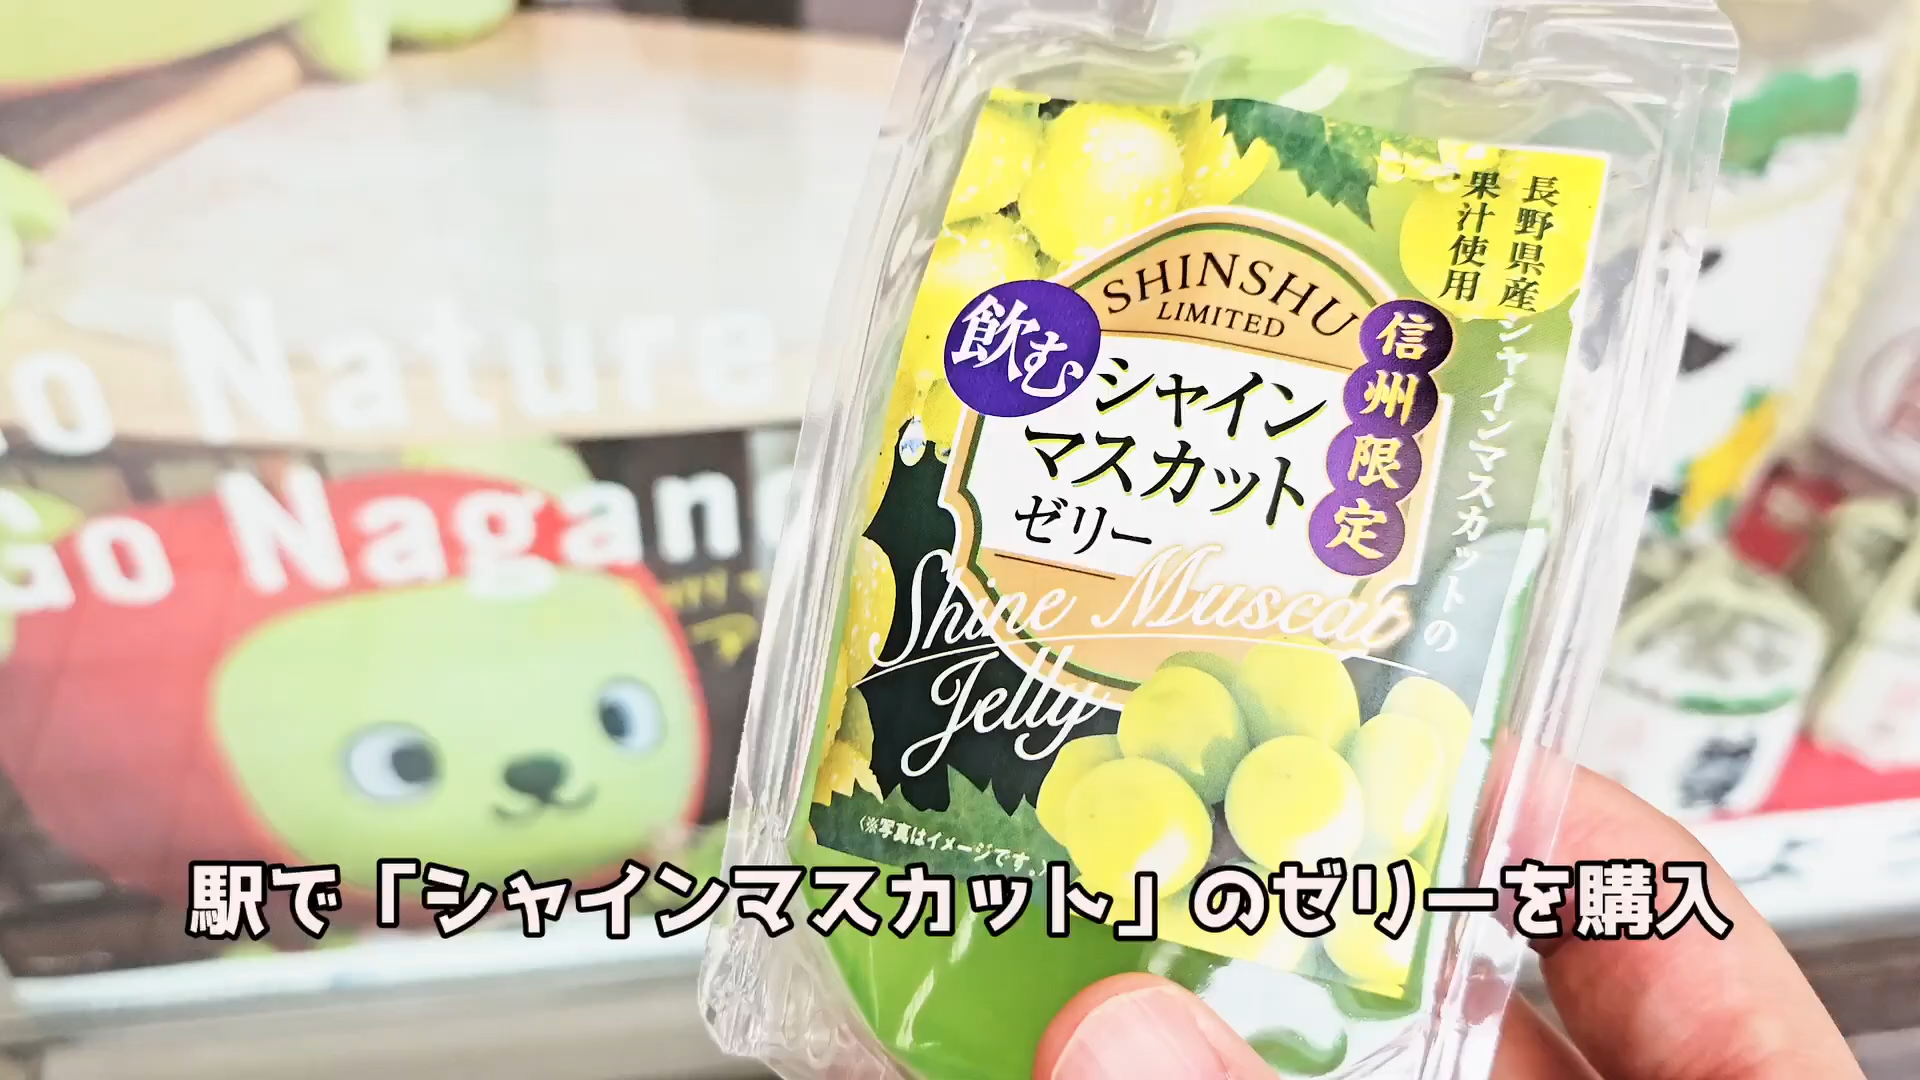 Go Nature
Go Nagano
SHINSHU
LIMITED
長野県産シャインマスカットの
果汁使用
飲む
シャイン
マスカット
ゼリー
信州限定
Shine Muscat
Jelly
(※写真はイメージです。)
駅で「シャインマスカット」のゼリーを購入